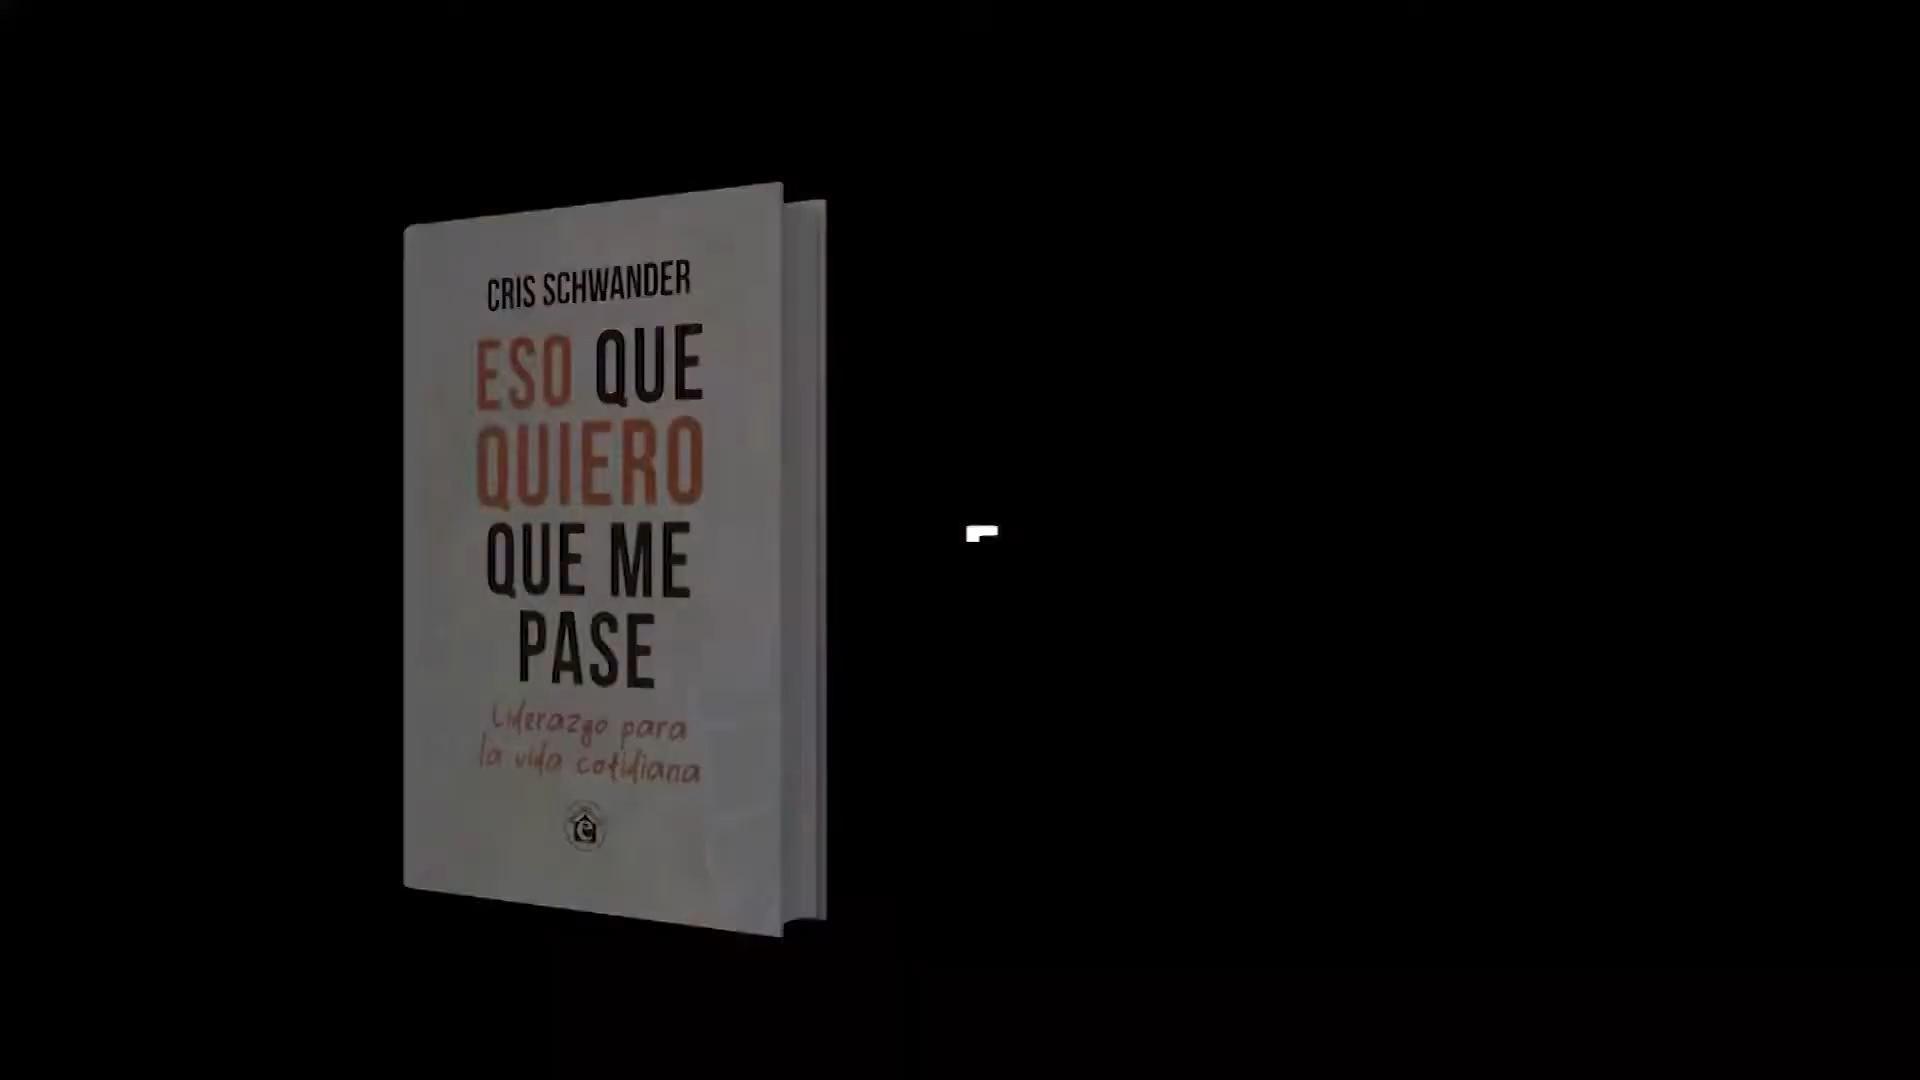 CRIS SCHWANDER
ESO QUE
QUIERO
QUE ME
PASE
Liderazgo para
la vida cotidiana
e